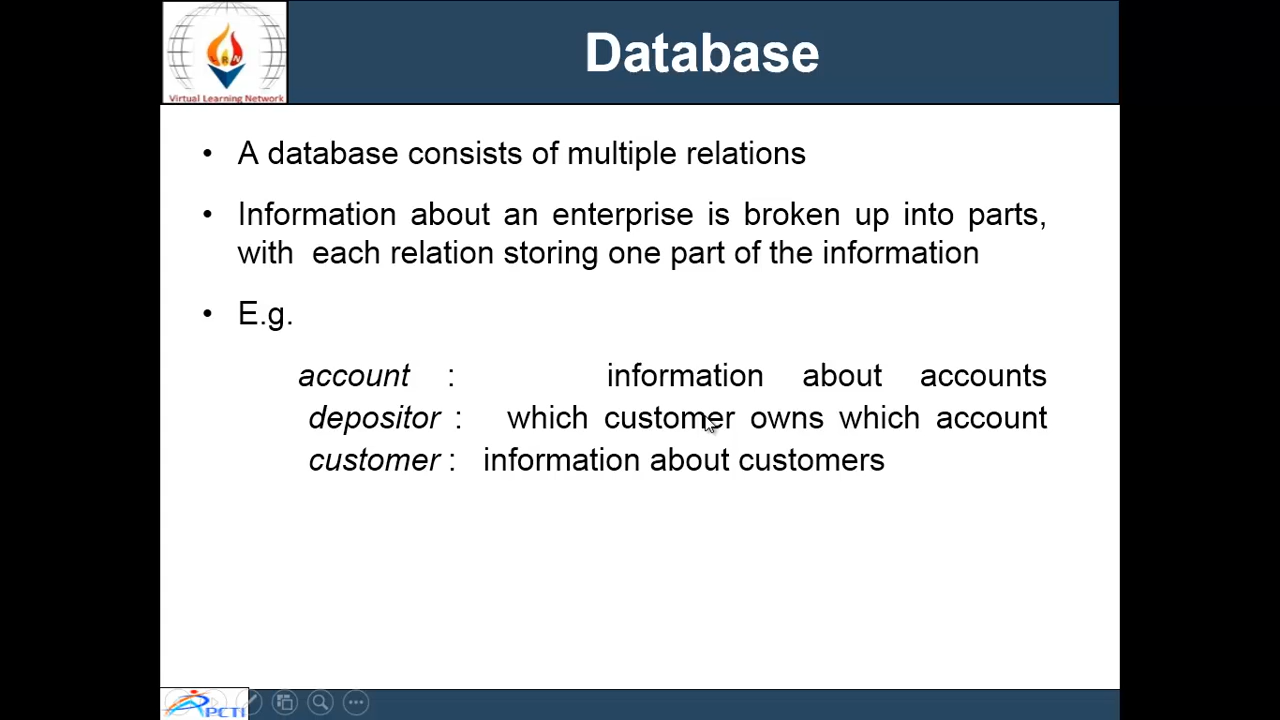 Database
Virtual Learning Network
• A database consists of multiple relations
• Information about an enterprise is broken up into parts,
with each relation storing one part of the information
• E.g.
account : information about accounts
depositor : which customer owns which account
customer : information about customers
PCTI